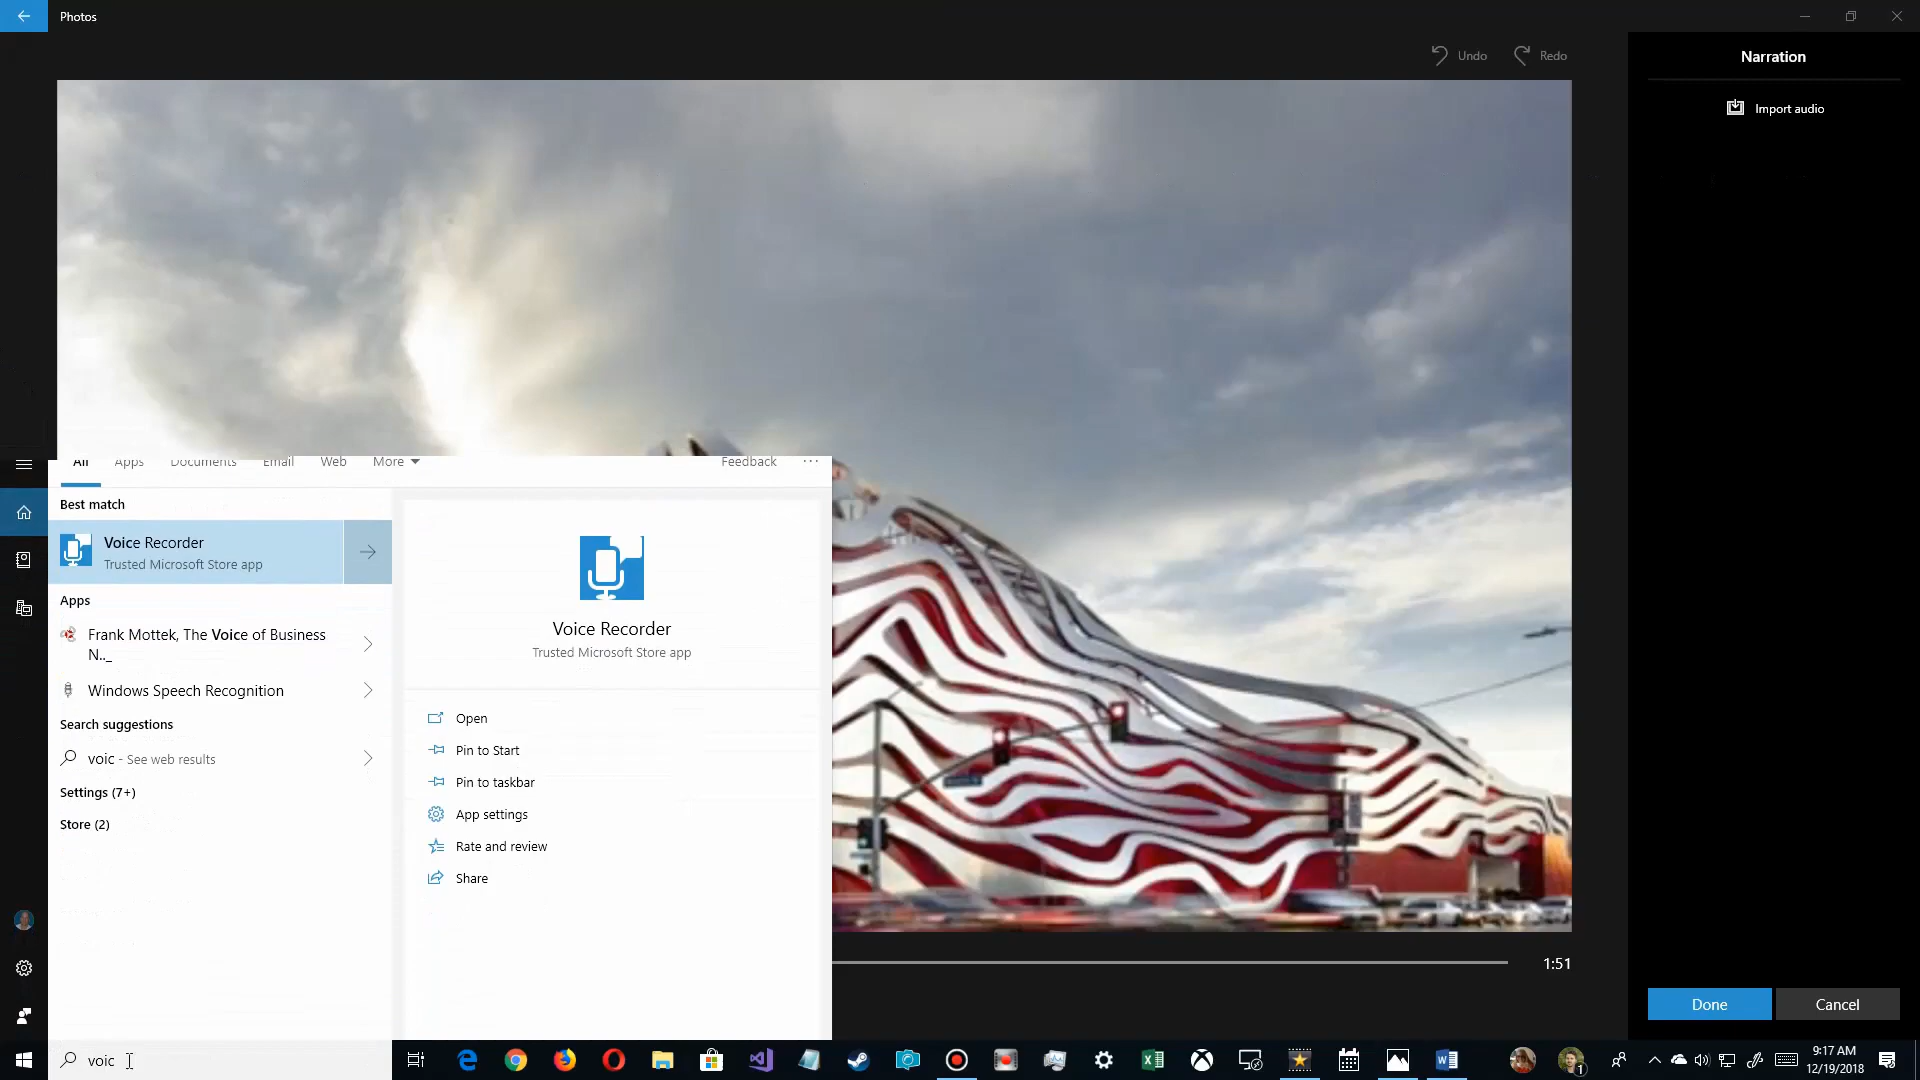 Photos
Undo
Redo
Narration
Import audio
All Apps Documents Email Web More Feedback
Best match
Voice Recorder
Trusted Microsoft Store app
Apps
Frank Mottek, The Voice of Business
N.._
Windows Speech Recognition
Search suggestions
voic - See web results
Settings (7+)
Store (2)
Voice Recorder
Trusted Microsoft Store app
Open
Pin to Start
Pin to taskbar
App settings
Rate and review
Share
1:51
Done
Cancel
voic
1
9:17 AM
12/19/2018